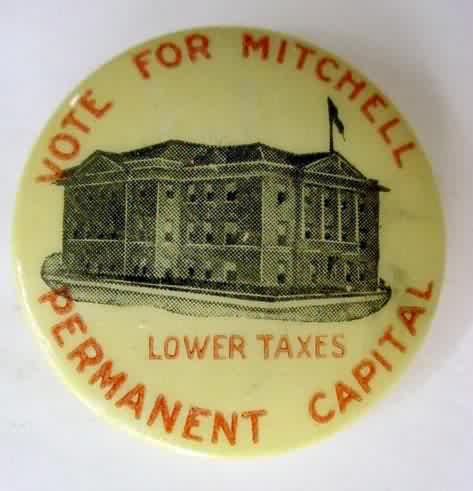 VOTE FOR MITCHELL
LOWER TAXES
PERMANENT CAPITAL